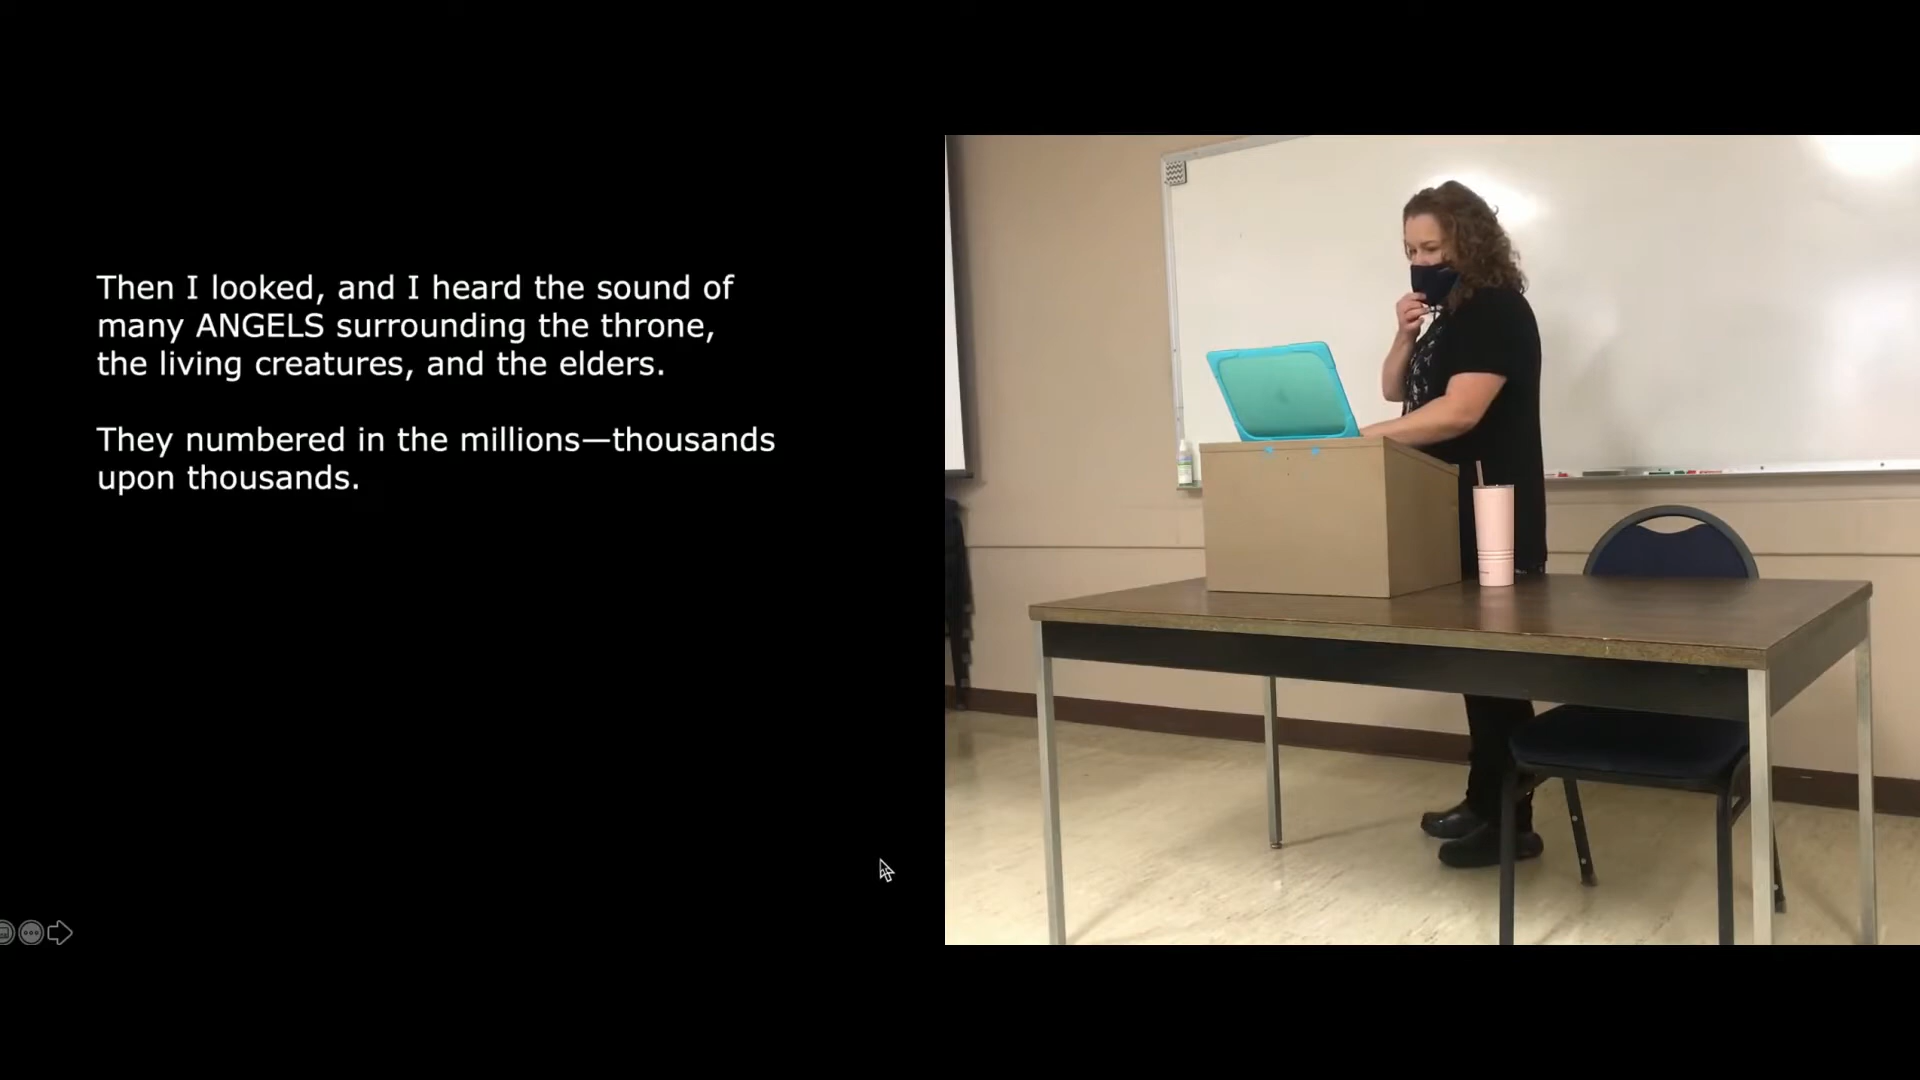 Then I looked, and I heard the sound of
many ANGELS surrounding the throne,
the living creatures, and the elders.
They numbered in the millions—thousands
upon thousands.